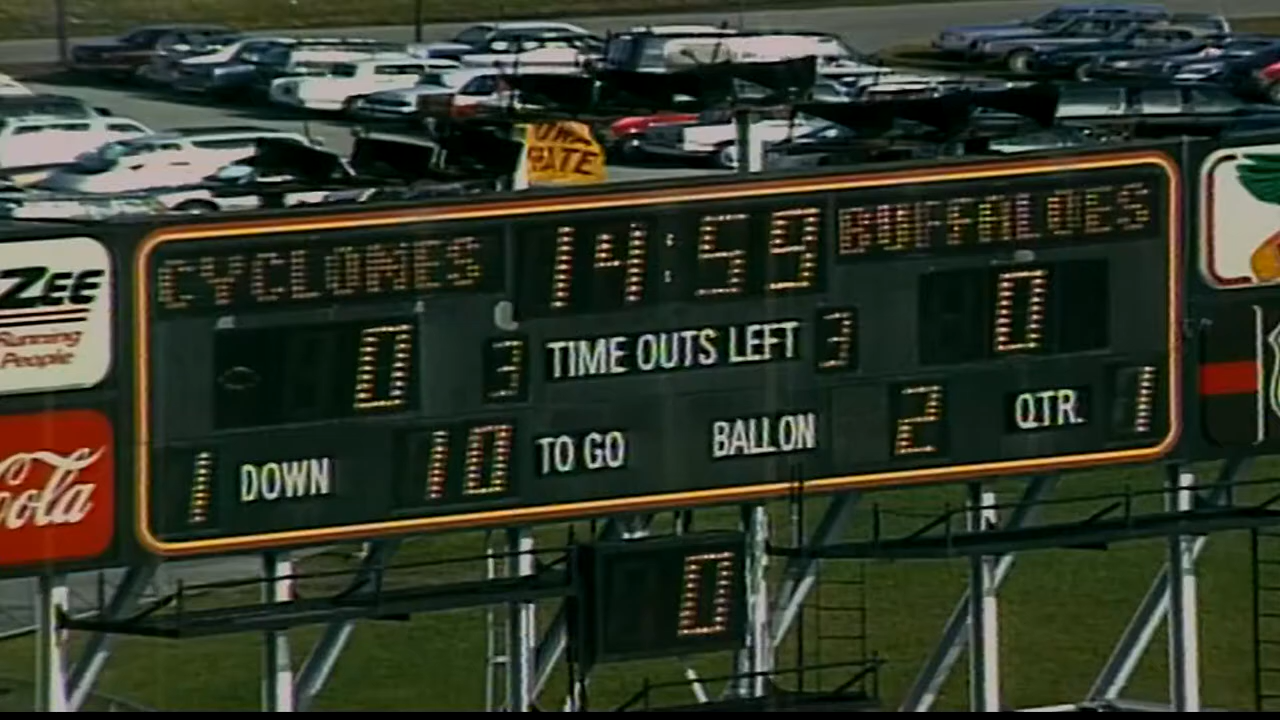 RATE
CYCLONES 14:59 BUFFALOES
ZEE
Running
People
0 3 TIME OUTS LEFT 3 0
Cola
1 DOWN 10 TO GO BALL ON 2 QTR. 1
0